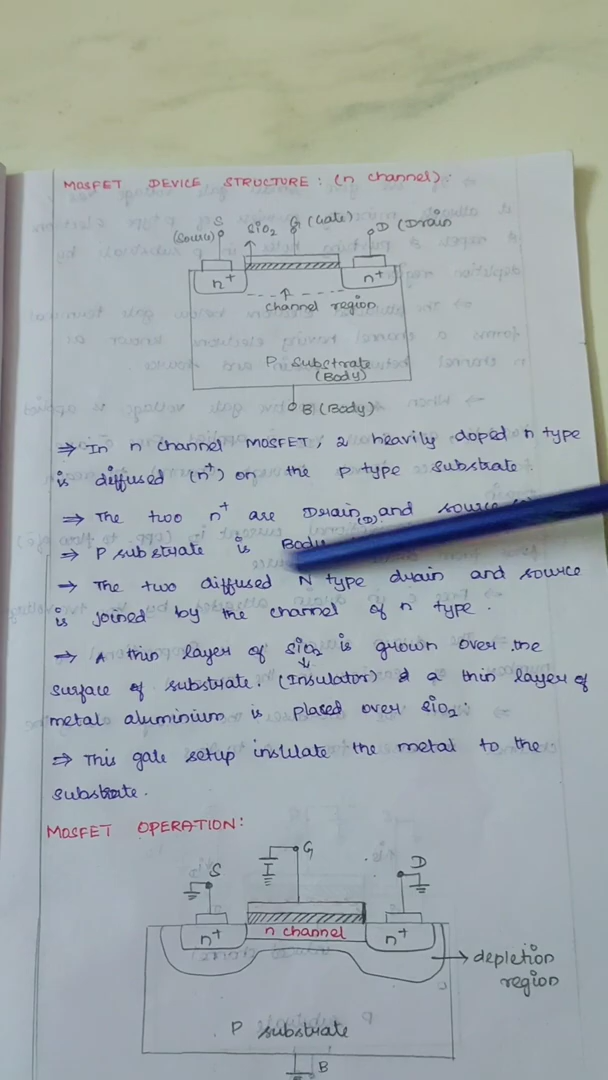 MOSFET DEVICE STRUCTURE: (n channel):
S
(Source)
SiO2
G (Gate)
D (Drain
n+
n+
channel region
P substrate
(Body)
B (Body)
⇒ In n channel MOSFET, 2 heavily doped n type
is diffused (n+) on the P type substrate.
⇒ The two n+ are Drain(D) and source
⇒ P substrate is Body
→ The two diffused N type drain and source
is joined by the channel of n type.
⇒ A thin layer of SiO2 is grown over the
surface of substrate. (Insulator) & a thin layer of
metal aluminium is plased over SiO2.
⇒ This gate setup inslulate the metal to the
substrate.
MOSFET OPERATION:
S
G
D
n+
n channel
n+
depletion
region
P substrate
B